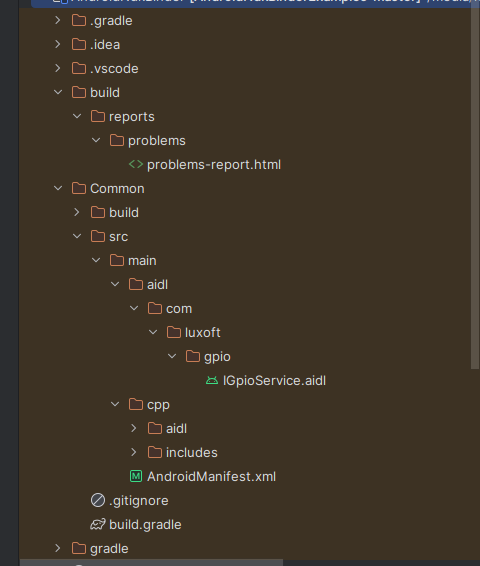 .gradle
.idea
.vscode
build
reports
problems
<> problems-report.html
Common
build
src
main
aidl
com
luxoft
gpio
IGpioService.aidl
cpp
aidl
includes
M AndroidManifest.xml
.gitignore
build.gradle
gradle